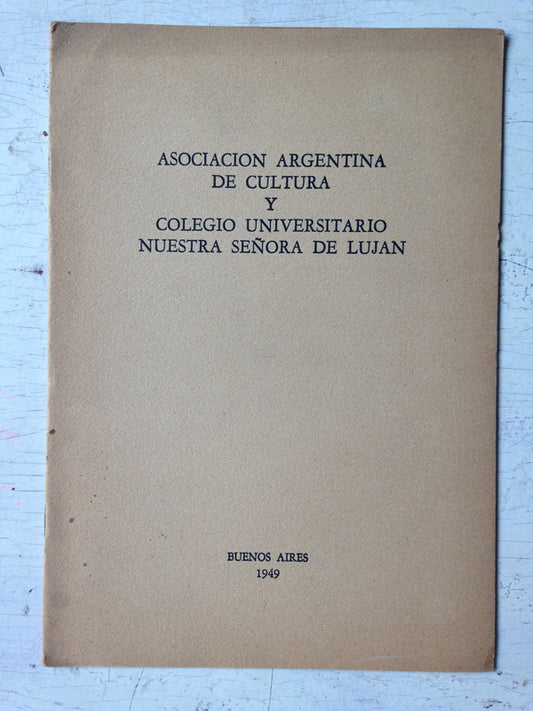 ASOCIACION ARGENTINA
DE CULTURA
Y
COLEGIO UNIVERSITARIO
NUESTRA SEÑORA DE LUJAN
BUENOS AIRES
1949